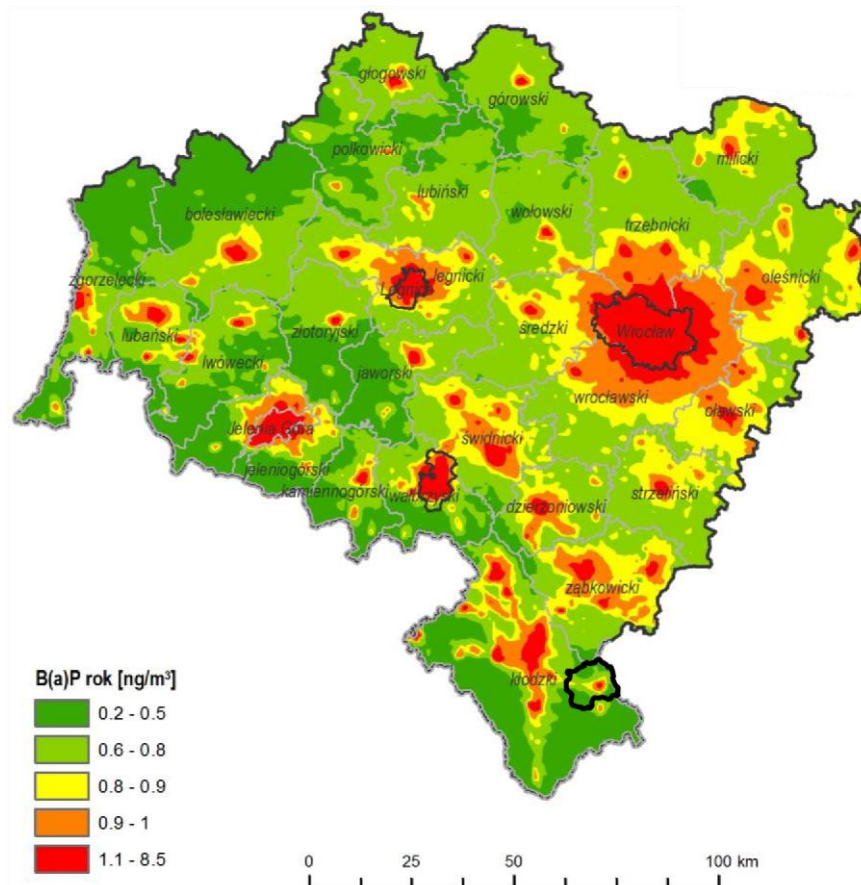 głogowski
górowski
polkowicki
milicki
lubiński
bolesławiecki
wołowski
trzebnicki
zgorzelecki
legnicki
Legnica
oleśnicki
lubański
złotoryjski
średzki
Wrocław
lwówecki
jaworski
wrocławski
oławski
Jelenia Góra
świdnicki
jeleniogórski
kamiennogórski
wałbrzyski
strzeliński
dzierżoniowski
ząbkowicki
kłodzki
B(a)P rok [ng/m³]
0.2 - 0.5
0.6 - 0.8
0.8 - 0.9
0.9 - 1
1.1 - 8.5
0 25 50 100 km